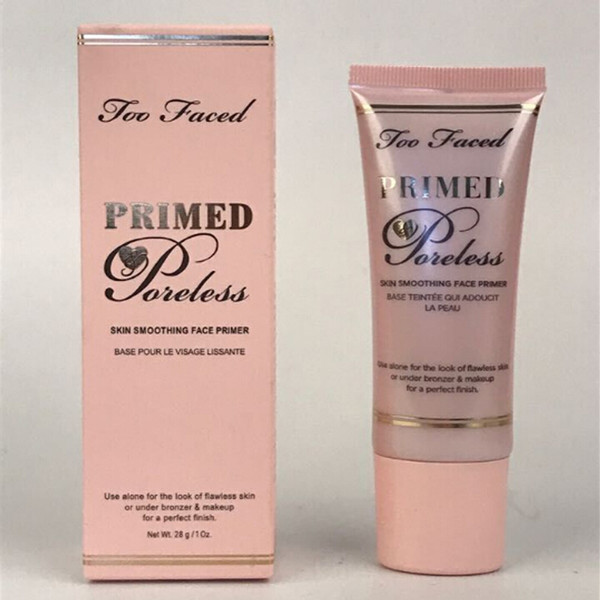 Too Faced
PRIMED
Poreless
SKIN SMOOTHING FACE PRIMER
BASE POUR LE VISAGE LISSANTE
Use alone for the look of flawless skin
or under bronzer & makeup
for a perfect finish.
Net Wt. 28 g / 1 Oz.
Too Faced
PRIMED
Poreless
SKIN SMOOTHING FACE PRIMER
BASE TEINTÉE QUI ADOUCIT
LA PEAU
Use alone for the look of flawless skin
or under bronzer & makeup
for a perfect finish.